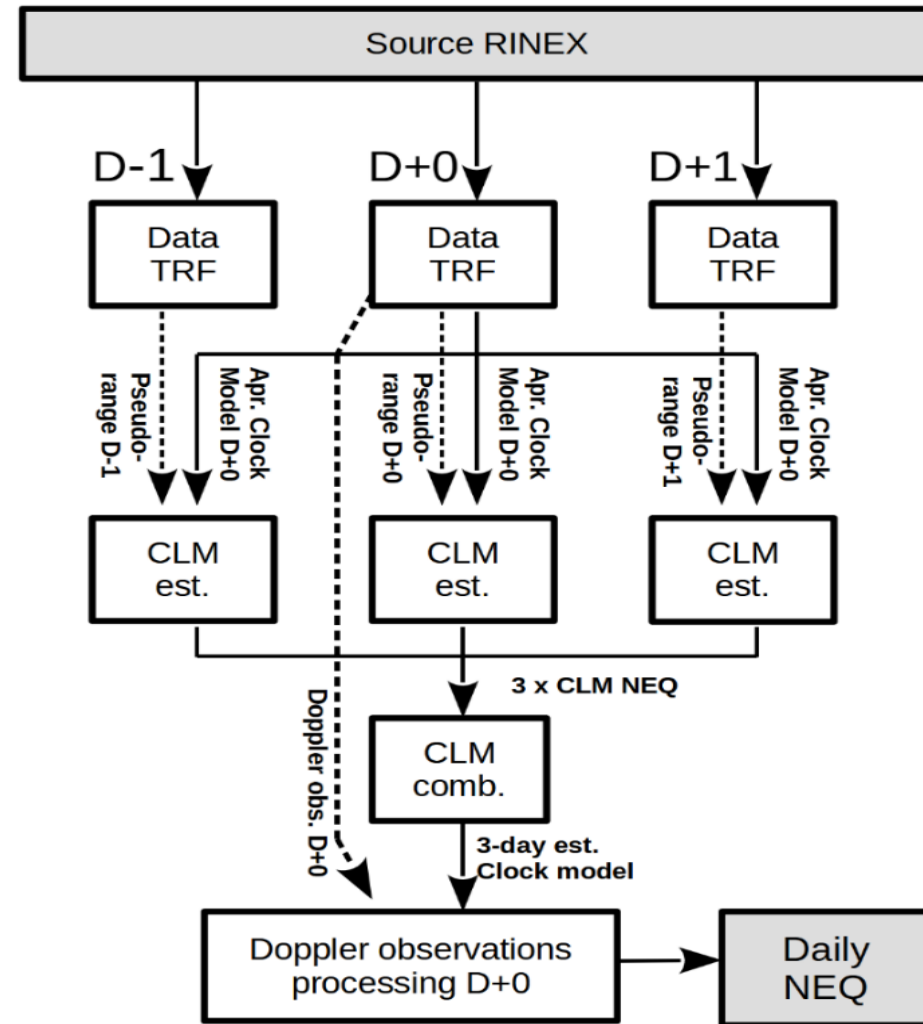 Source RINEX
D-1
D+0
D+1
Data
TRF
Data
TRF
Data
TRF
Pseudo-
range D-1
Apr. Clock
Model D+0
Pseudo-
range D+0
Apr. Clock
Model D+0
Pseudo-
range D+1
Apr. Clock
Model D+0
CLM
est.
CLM
est.
CLM
est.
3 x CLM NEQ
Doppler obs. D+0
CLM
comb.
3-day est.
Clock model
Doppler observations
processing D+0
Daily
NEQ